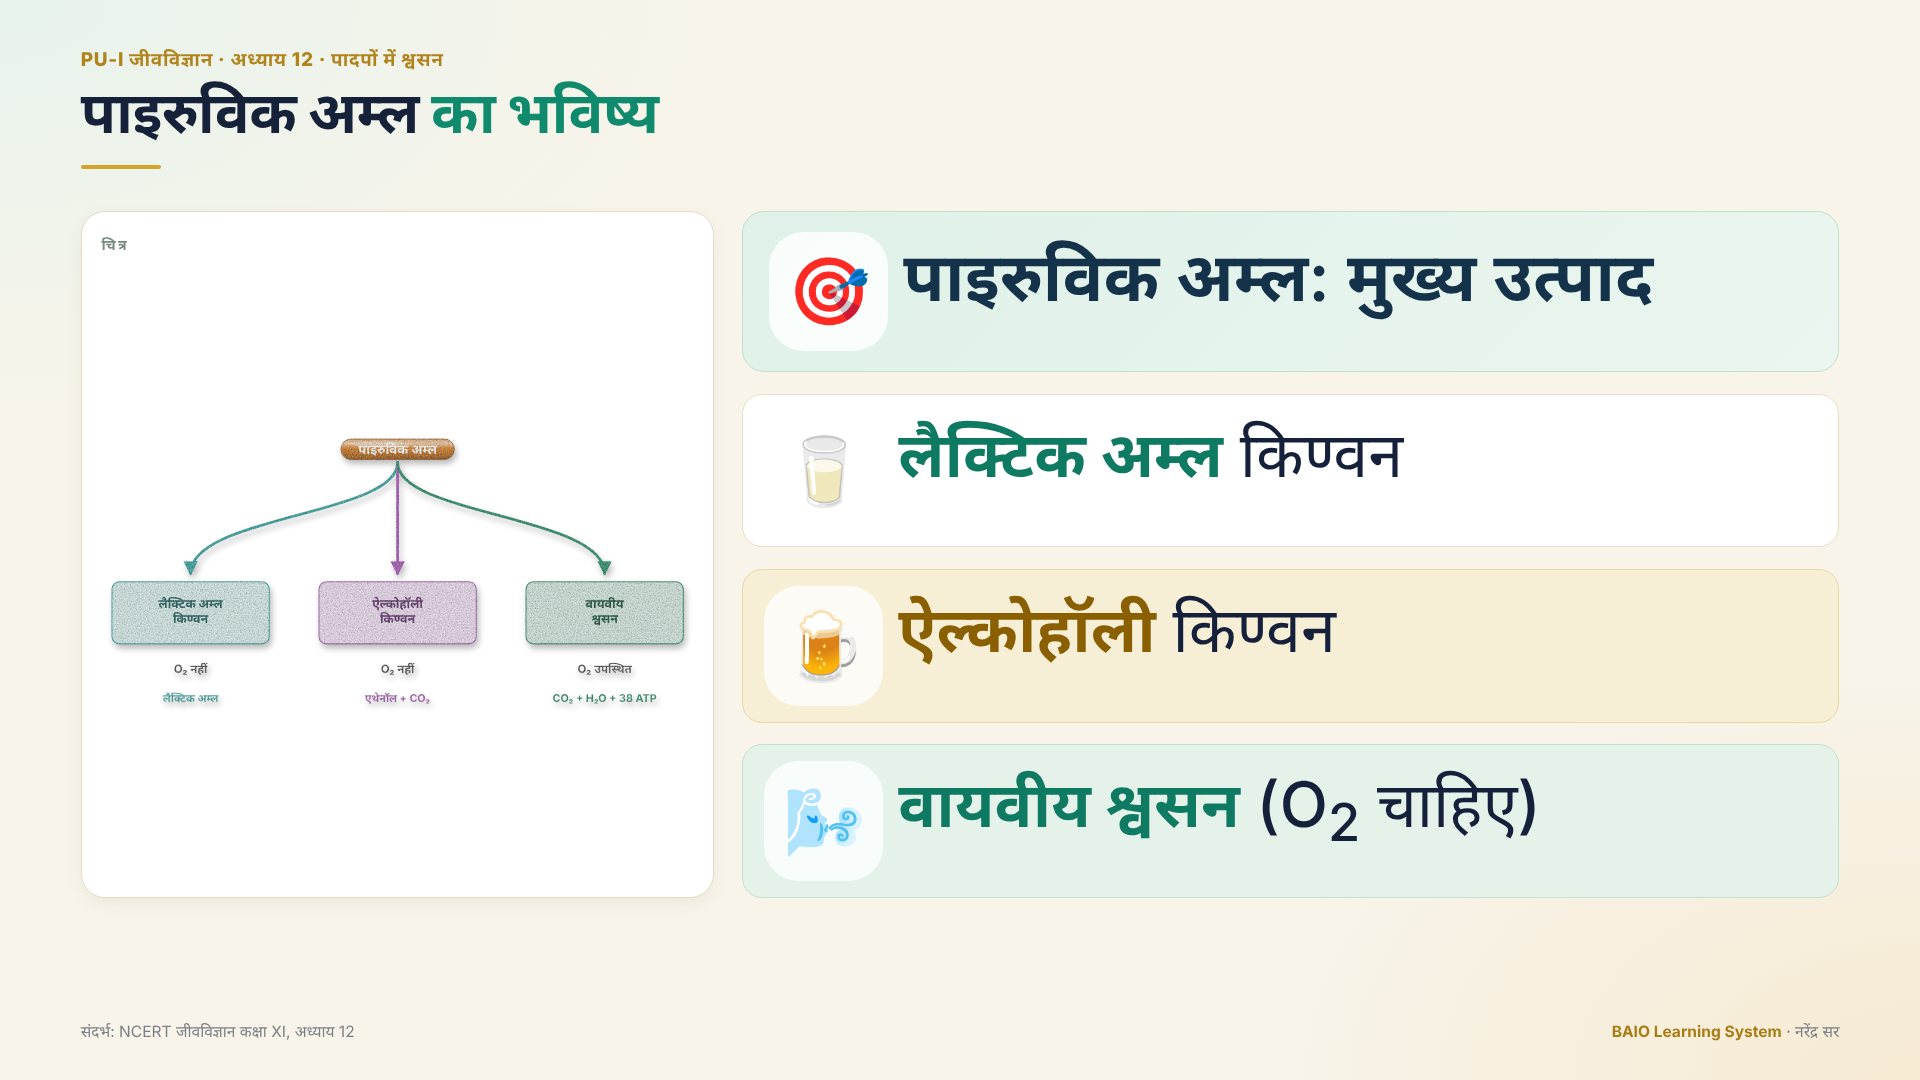 PU-I जीवविज्ञान · अध्याय 12 · पादपों में श्वसन
पाइरुविक अम्ल का भविष्य
चित्र
पाइरुविक अम्ल
लैक्टिक अम्ल
किण्वन
ऐल्कोहॉली
किण्वन
वायवीय
श्वसन
O₂ नहीं
O₂ नहीं
O₂ उपस्थित
लैक्टिक अम्ल
एथेनॉल + CO₂
CO₂ + H₂O + 38 ATP
पाइरुविक अम्ल: मुख्य उत्पाद
लैक्टिक अम्ल किण्वन
ऐल्कोहॉली किण्वन
वायवीय श्वसन (O₂ चाहिए)
संदर्भ: NCERT जीवविज्ञान कक्षा XI, अध्याय 12
BAIO Learning System · नरेंद्र सर